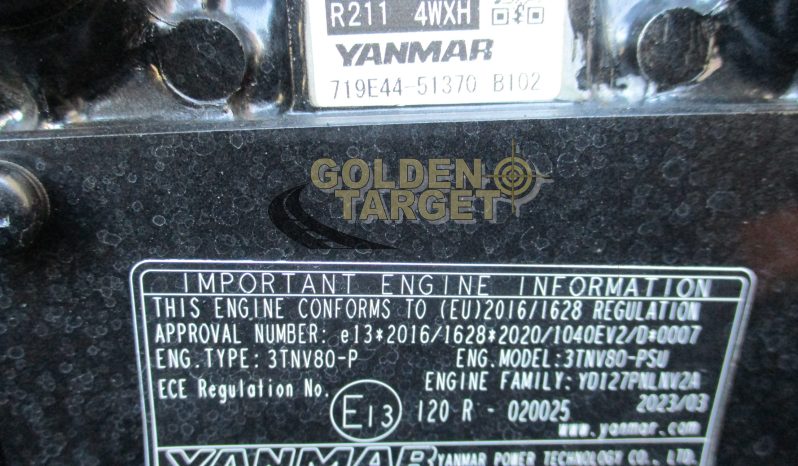 R211 4WXH
YANMAR
719E44-51370 B102
GOLDEN
TARGET
IMPORTANT ENGINE INFORMATION
THIS ENGINE CONFORMS TO (EU)2016/1628 REGULATION
APPROVAL NUMBER: e13*2016/1628*2020/1040EV2/D*0007
ENG.TYPE: 3TNV80-P ENG.MODEL:3TNV80-PSU
ENGINE FAMILY: YDI27PNLNV2A
ECE Regulation No. E13 120 R - 020025 2023/03
www.yanmar.com
YANMAR YANMAR POWER TECHNOLOGY CO., LTD.